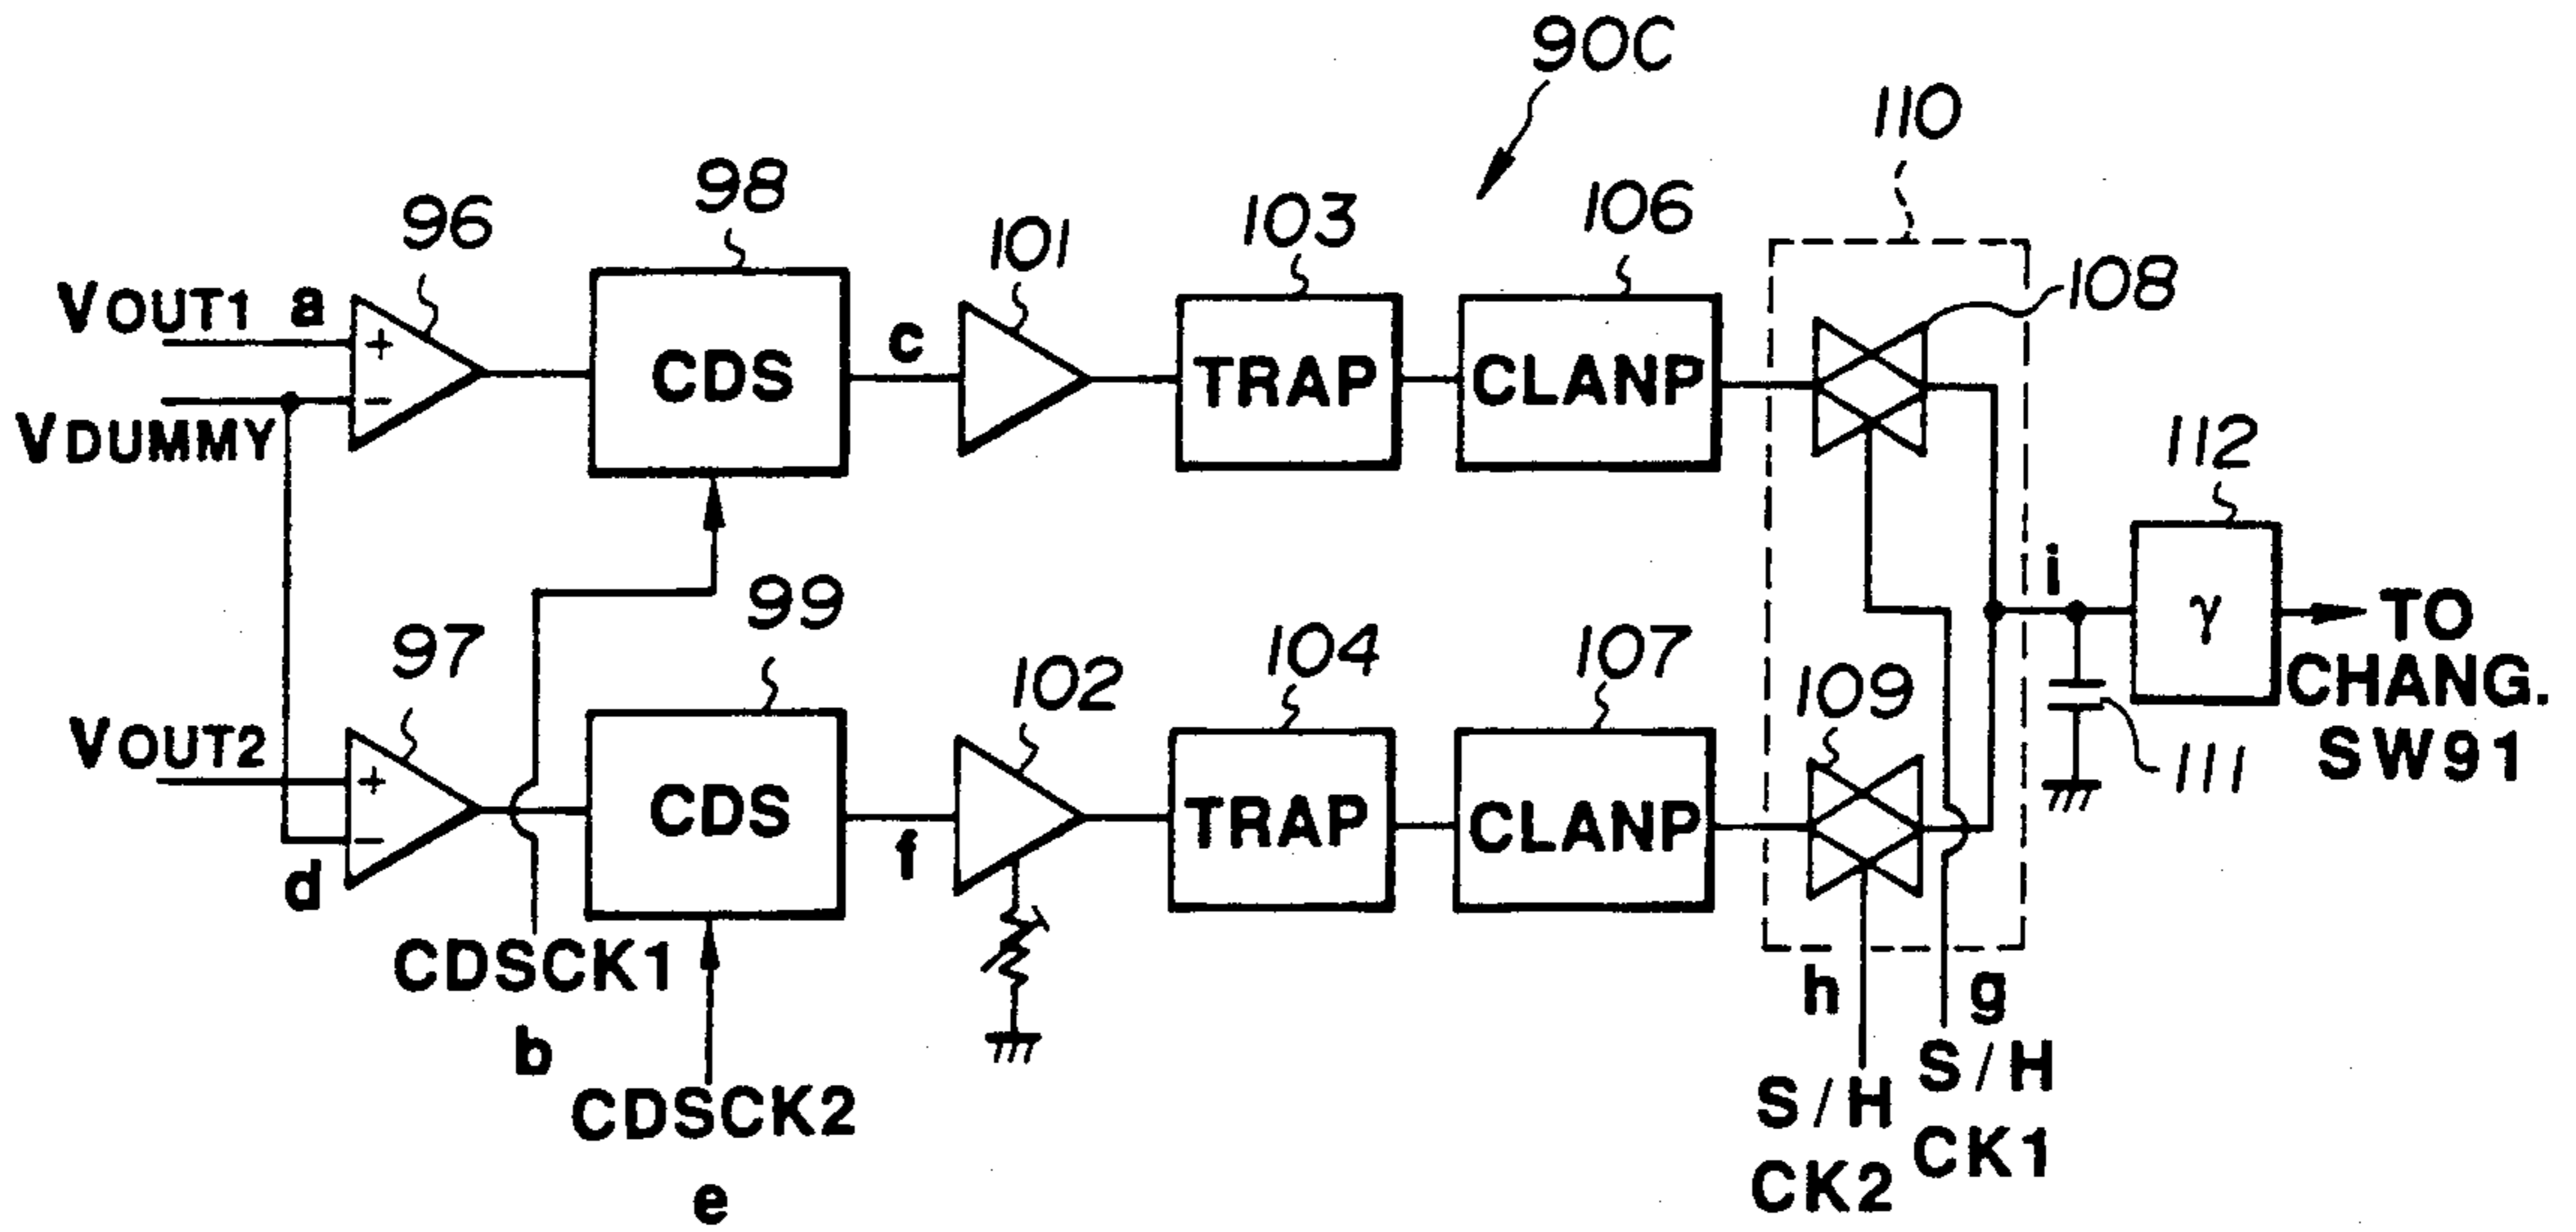 90C
110
98
96
101
103
106
108
VOUT1 a
+
CDS
c
TRAP
CLANP
VDUMMY
−
112
i
γ
TO
CHANG.
SW91
99
97
102
104
107
109
111
VOUT2
+
CDS
TRAP
CLANP
−
d
f
CDSCK1
b
CDSCK2
e
h
g
S/H
CK1
S/H
CK2